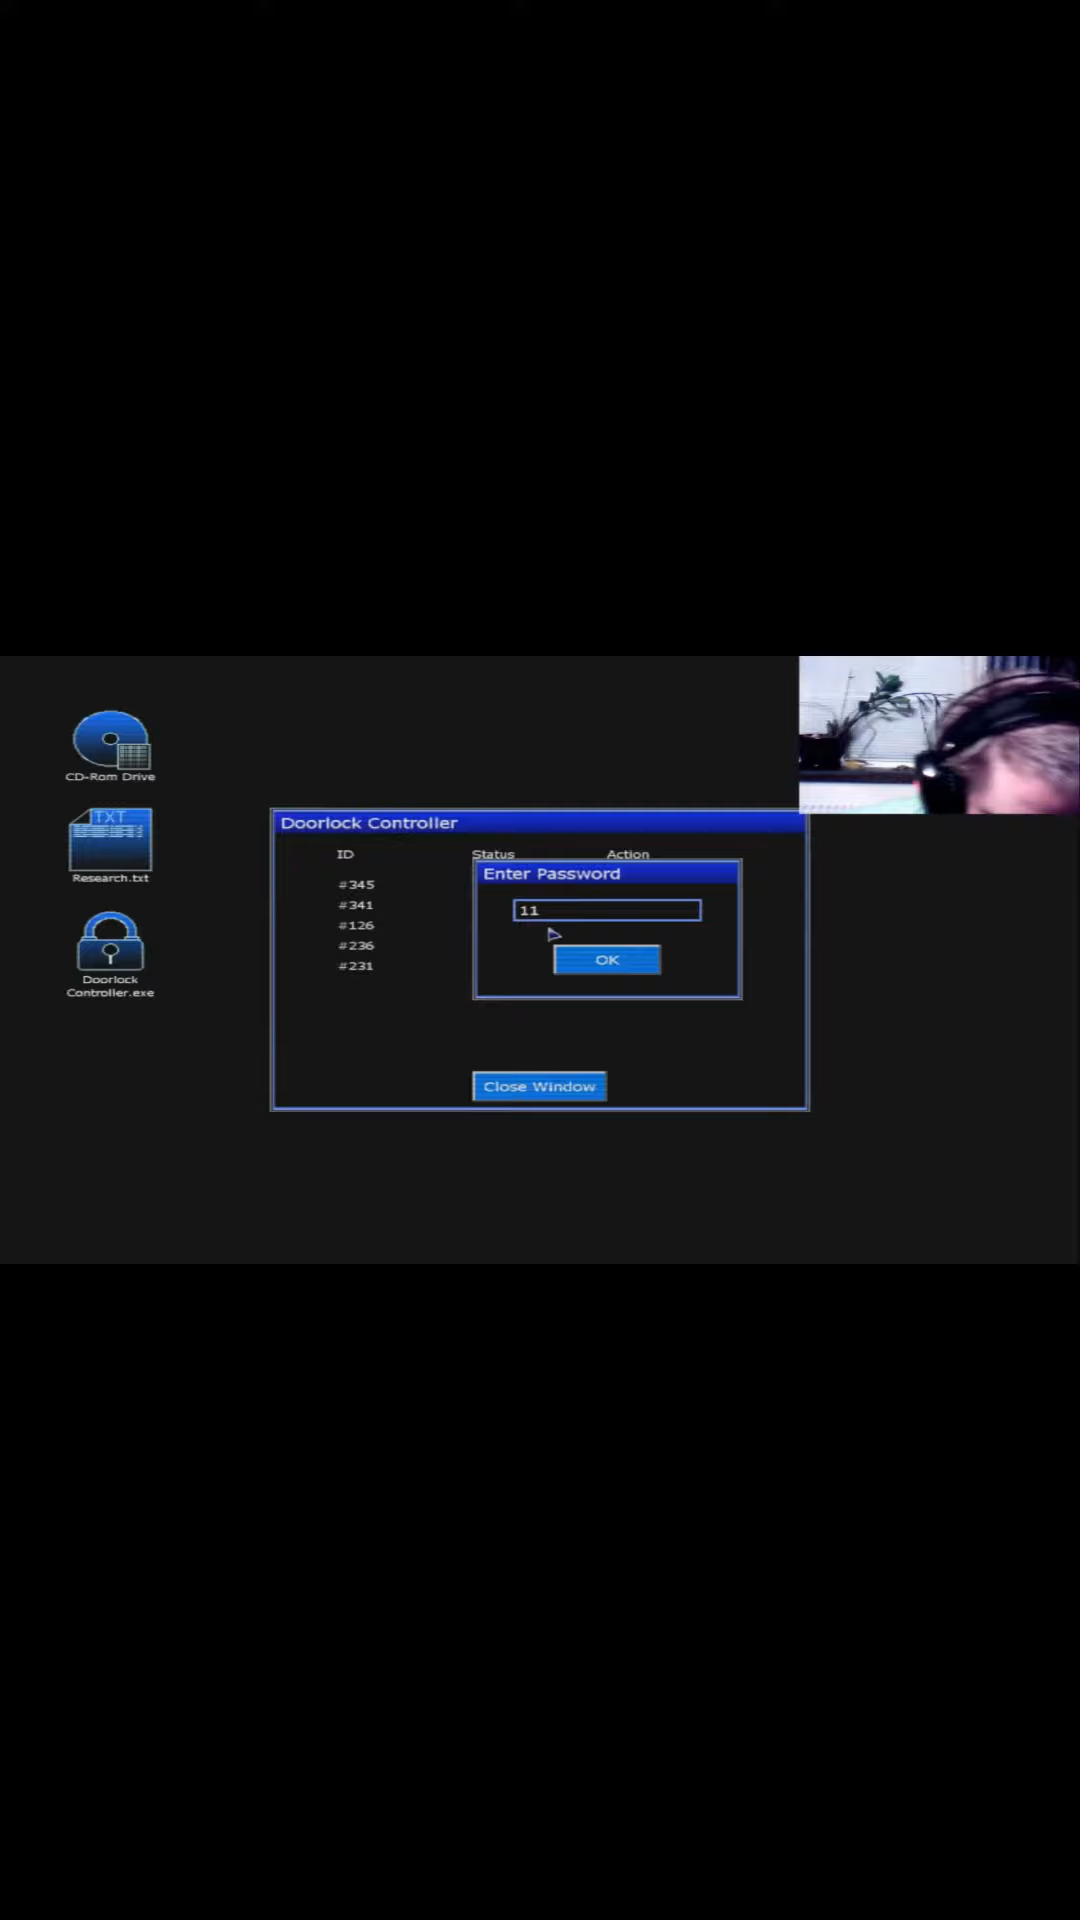 CD-Rom Drive
TXT
Research.txt
Doorlock
Controller.exe
Doorlock Controller
ID Status Action
#345
#341
#126
#236
#231
Enter Password
11
OK
Close Window